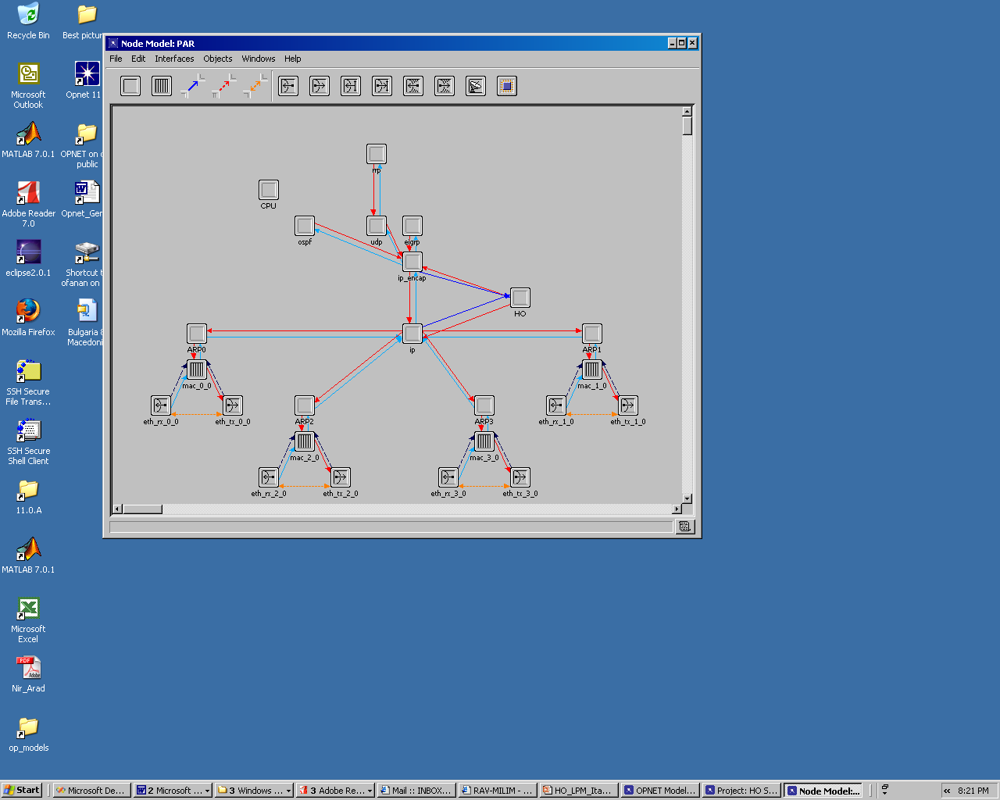 Recycle Bin
Best pictur
Microsoft
Outlook
Opnet 11
MATLAB 7.0.1
OPNET on
public
Adobe Reader
7.0
Opnet_Ger
eclipse2.0.1
Shortcut
ofanan on
Mozilla Firefox
Bulgaria
Macedoni
SSH Secure
File Trans...
SSH Secure
Shell Client
11.0.A
MATLAB 7.0.1
Microsoft
Excel
PDF
Adobe
Nir_Arad
op_models
Node Model: PAR
File Edit Interfaces Objects Windows Help
CPU
ospf
udp
eigrp
ip_encap
HO
ARP0
ip
ARP1
mac_0_0
mac_1_0
eth_rx_0_0
eth_tx_0_0
ARP2
ARP3
eth_rx_1_0
eth_tx_1_0
mac_2_0
mac_3_0
eth_rx_2_0
eth_tx_2_0
eth_rx_3_0
eth_tx_3_0
Start
Microsoft De...
2 Microsoft ...
3 Windows ...
3 Adobe Re...
Mail :: INBOX...
RAV-MILIM - ...
HO_LPM_Ita...
OPNET Model...
Project: HO S...
Node Model:...
8:21 PM